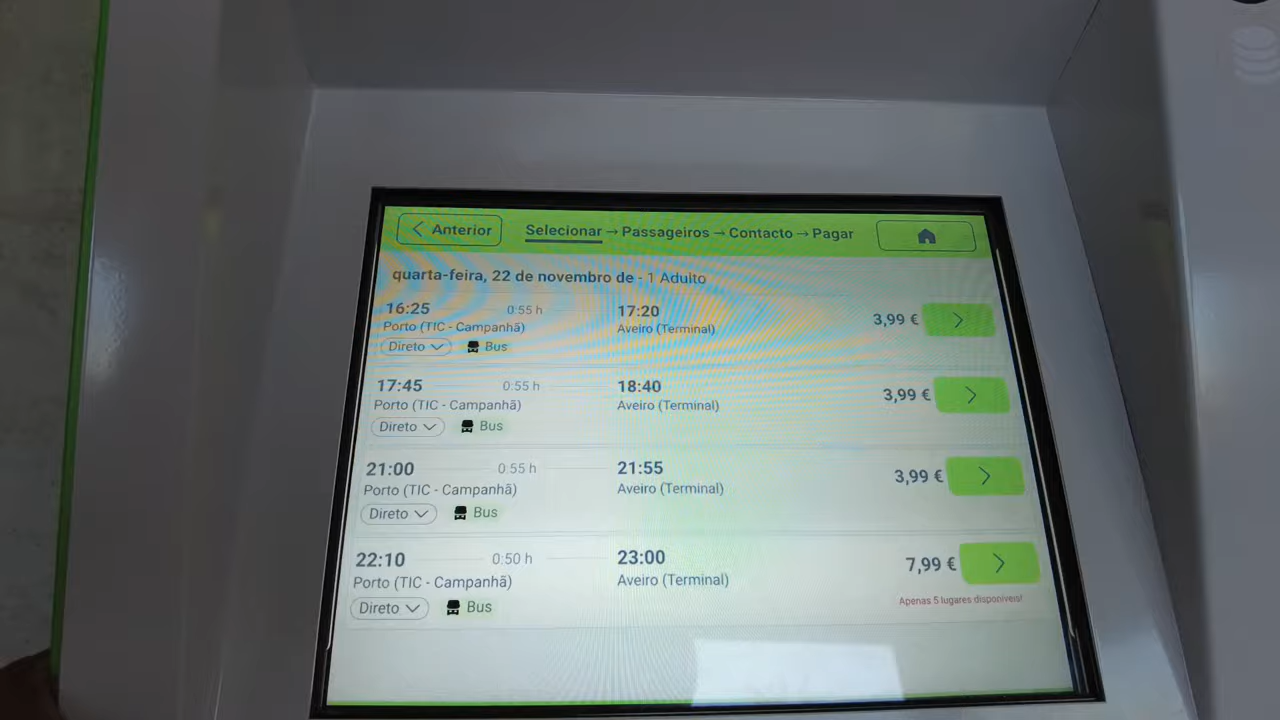 Anterior Selecionar → Passageiros → Contacto → Pagar
quarta-feira, 22 de novembro de - 1 Adulto
16:25 0:55 h 17:20 3,99 €
Porto (TIC - Campanhã) Aveiro (Terminal)
Direto Bus
17:45 0:55 h 18:40 3,99 €
Porto (TIC - Campanhã) Aveiro (Terminal)
Direto Bus
21:00 0:55 h 21:55 3,99 €
Porto (TIC - Campanhã) Aveiro (Terminal)
Direto Bus
22:10 0:50 h 23:00 7,99 €
Porto (TIC - Campanhã) Aveiro (Terminal)
Apenas 5 lugares disponíveis!
Direto Bus